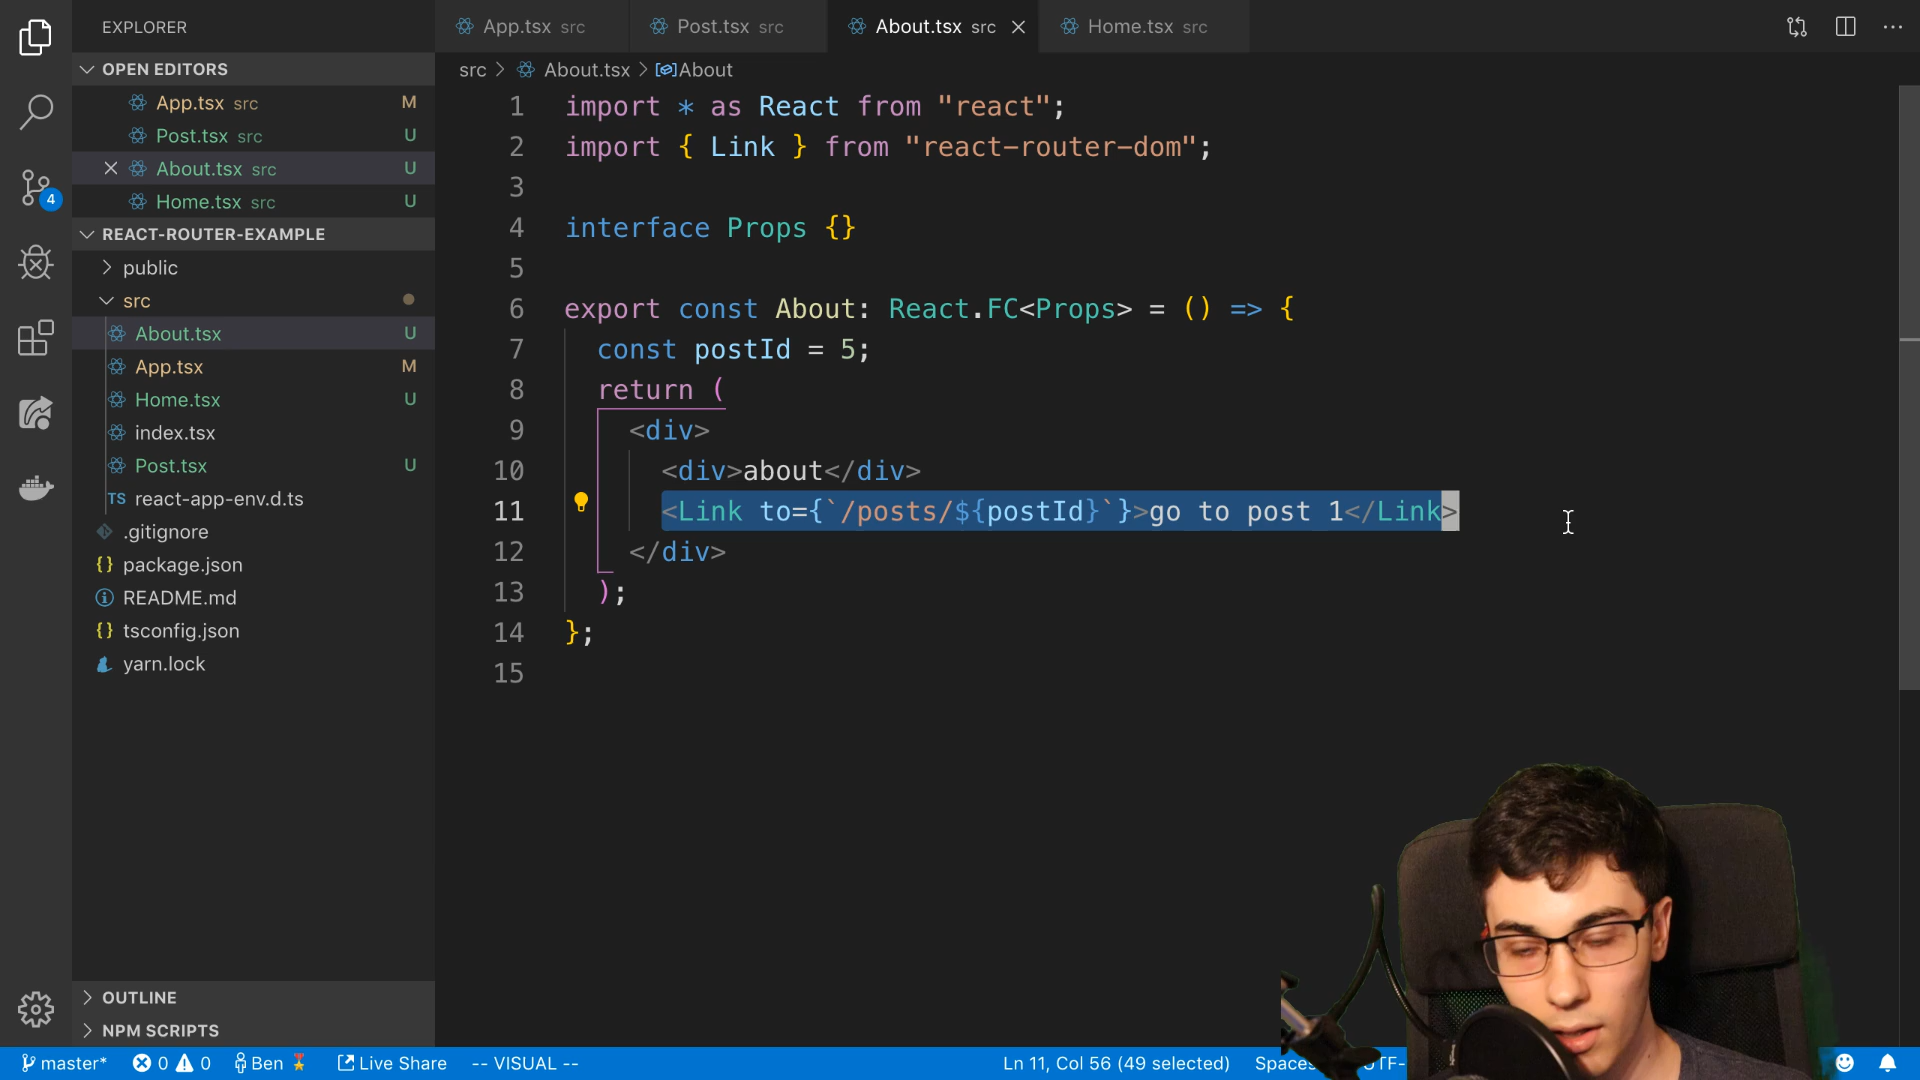 EXPLORER
OPEN EDITORS
App.tsx src M
Post.tsx src U
About.tsx src U
Home.tsx src U
4
REACT-ROUTER-EXAMPLE
public
src
About.tsx U
App.tsx M
Home.tsx U
index.tsx
Post.tsx U
TS react-app-env.d.ts
.gitignore
{} package.json
README.md
{} tsconfig.json
yarn.lock
OUTLINE
NPM SCRIPTS
App.tsx src Post.tsx src About.tsx src Home.tsx src
src > About.tsx > About
1 import * as React from "react";
2 import { Link } from "react-router-dom";
3
4 interface Props {}
5
6 export const About: React.FC<Props> = () => {
7 const postId = 5;
8 return (
9 <div>
10 <div>about</div>
11 <Link to={`/posts/${postId}`}>go to post 1</Link>
12 </div>
13 );
14 };
15
master* 0 0 Ben Live Share -- VISUAL -- Ln 11, Col 56 (49 selected)